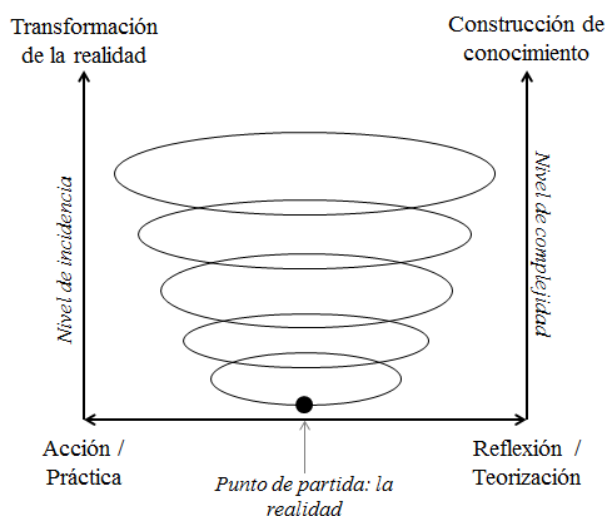 Transformación
de la realidad
Construcción de
conocimiento
Nivel de incidencia
Nivel de complejidad
Acción /
Práctica
Reflexión /
Teorización
Punto de partida: la
realidad